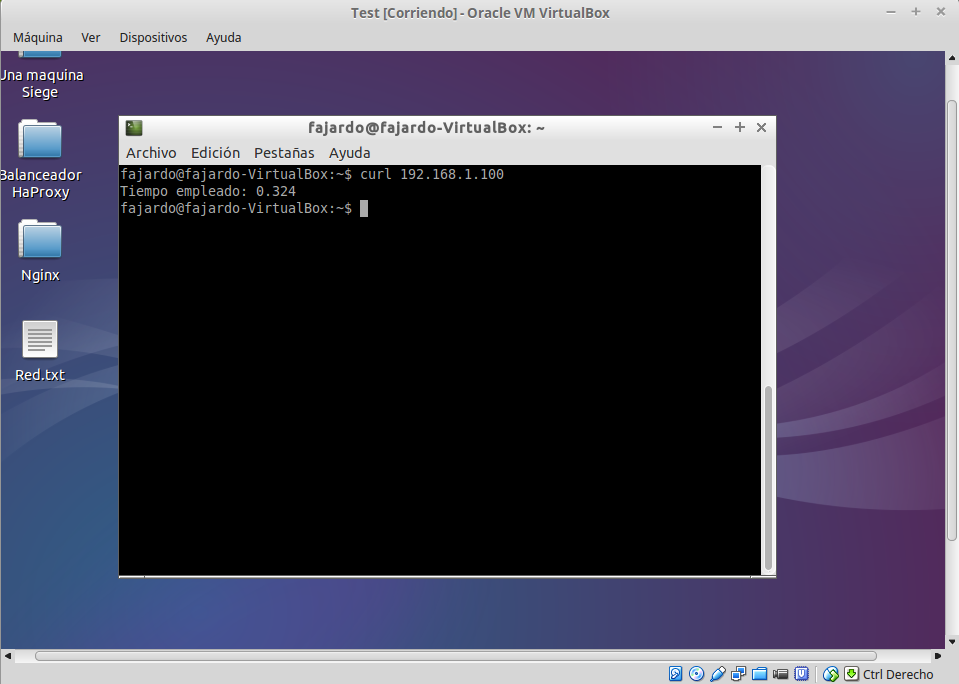 Test [Corriendo] - Oracle VM VirtualBox
Máquina Ver Dispositivos Ayuda
Una maquina
Siege
Balanceador
HaProxy
Nginx
Red.txt
fajardo@fajardo-VirtualBox: ~
Archivo Edición Pestañas Ayuda
fajardo@fajardo-VirtualBox:~$ curl 192.168.1.100
Tiempo empleado: 0.324
fajardo@fajardo-VirtualBox:~$
Ctrl Derecho